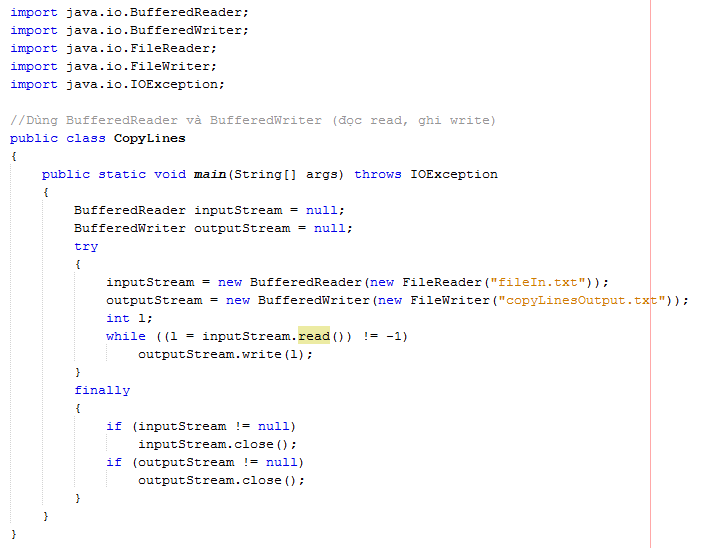 import java.io.BufferedReader;
import java.io.BufferedWriter;
import java.io.FileReader;
import java.io.FileWriter;
import java.io.IOException;

//Dùng BufferedReader và BufferedWriter (đọc read, ghi write)
public class CopyLines
{
    public static void main(String[] args) throws IOException
    {
        BufferedReader inputStream = null;
        BufferedWriter outputStream = null;
        try
        {
            inputStream = new BufferedReader(new FileReader("fileIn.txt"));
            outputStream = new BufferedWriter(new FileWriter("copyLinesOutput.txt"));
            int l;
            while ((l = inputStream.read()) != -1)
                outputStream.write(l);
        }
        finally
        {
            if (inputStream != null)
                inputStream.close();
            if (outputStream != null)
                outputStream.close();
        }
    }
}